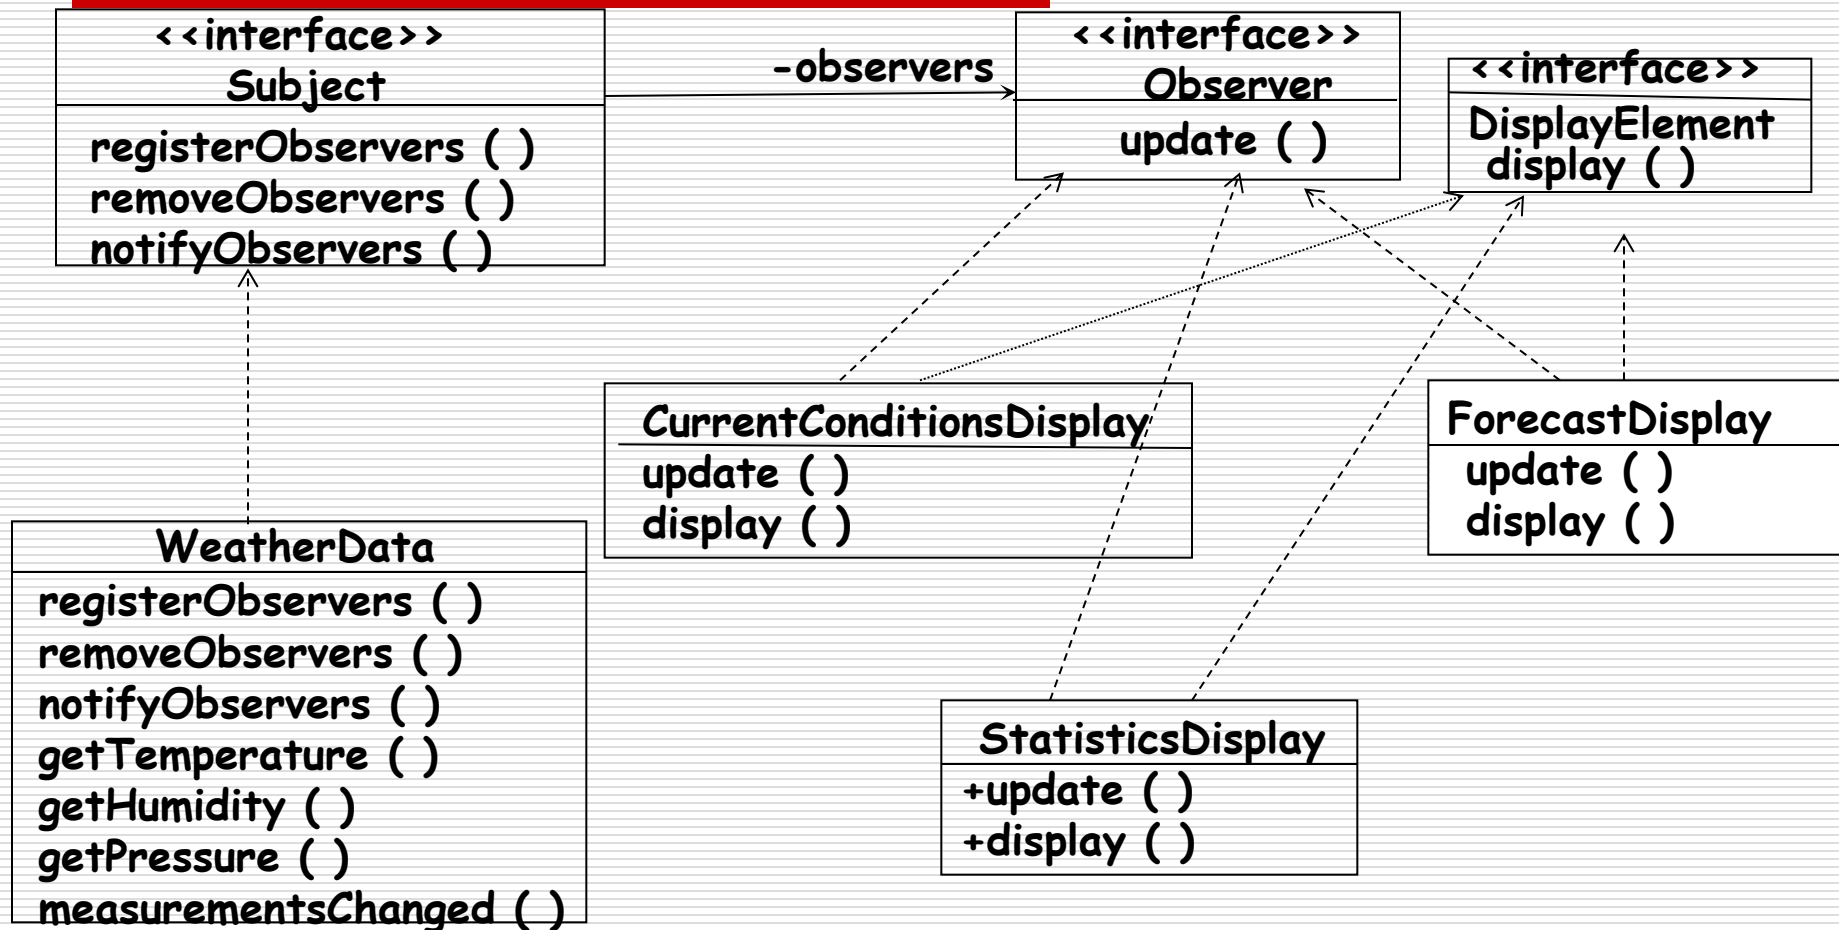 <<interface>>
Subject
registerObservers ( )
removeObservers ( )
notifyObservers ( )
-observers
<<interface>>
Observer
update ( )
<<interface>>
DisplayElement
display ( )
CurrentConditionsDisplay
update ( )
display ( )
ForecastDisplay
update ( )
display ( )
WeatherData
registerObservers ( )
removeObservers ( )
notifyObservers ( )
getTemperature ( )
getHumidity ( )
getPressure ( )
measurementsChanged ( )
StatisticsDisplay
+update ( )
+display ( )